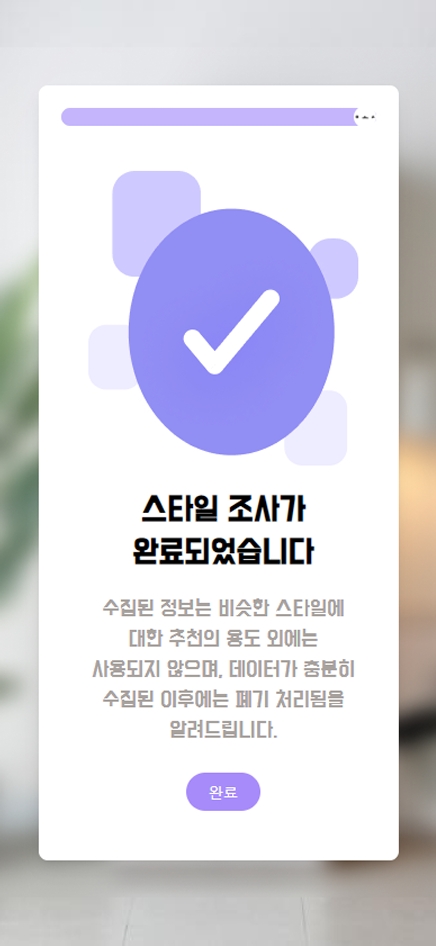 스타일 조사가
완료되었습니다
수집된 정보는 비슷한 스타일에
대한 추천의 용도 외에는
사용되지 않으며, 데이터가 충분히
수집된 이후에는 폐기 처리됨을
알려드립니다.
완료